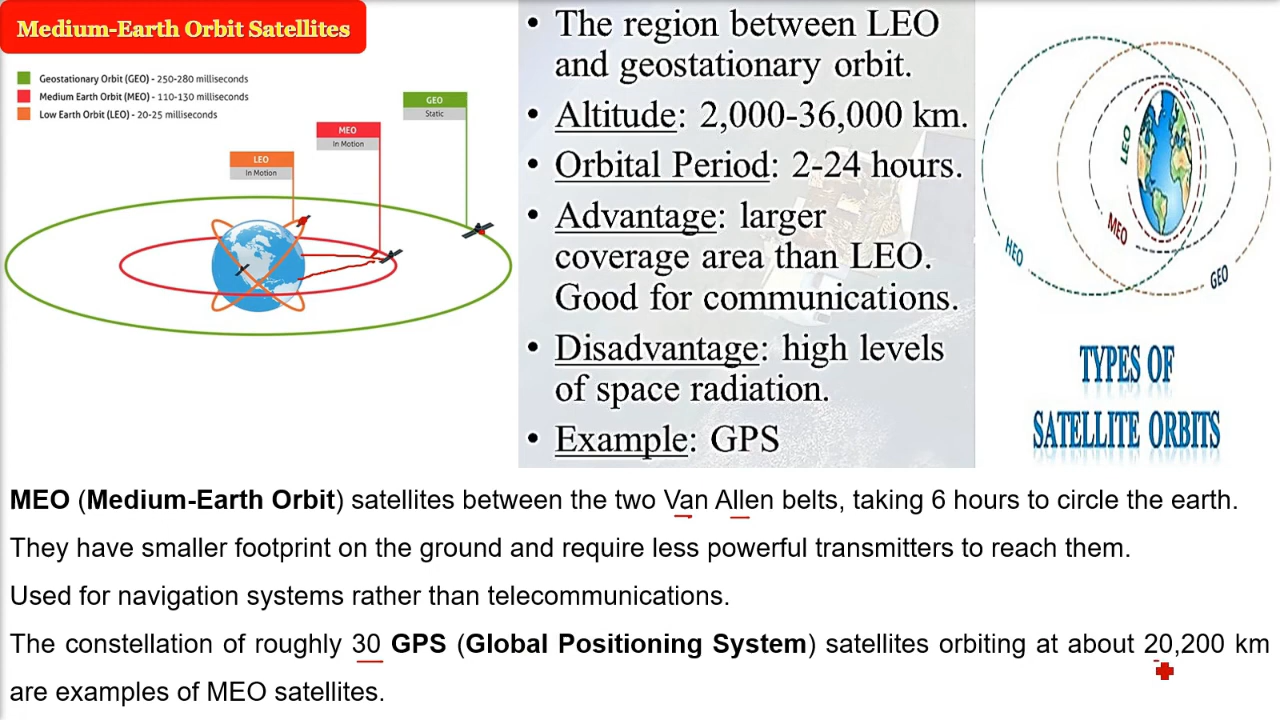 Medium-Earth Orbit Satellites
Geostationary Orbit (GEO) - 250-280 milliseconds
Medium Earth Orbit (MEO) - 110-130 milliseconds
Low Earth Orbit (LEO) - 20-25 milliseconds
GEO
Static
MEO
In Motion
LEO
In Motion
• The region between LEO
and geostationary orbit.
• Altitude: 2,000-36,000 km.
• Orbital Period: 2-24 hours.
• Advantage: larger
coverage area than LEO.
Good for communications.
• Disadvantage: high levels
of space radiation.
• Example: GPS
LEO
MEO
HEO
GEO
TYPES OF
SATELLITE ORBITS
MEO (Medium-Earth Orbit) satellites between the two Van Allen belts, taking 6 hours to circle the earth.
They have smaller footprint on the ground and require less powerful transmitters to reach them.
Used for navigation systems rather than telecommunications.
The constellation of roughly 30 GPS (Global Positioning System) satellites orbiting at about 20,200 km
are examples of MEO satellites.